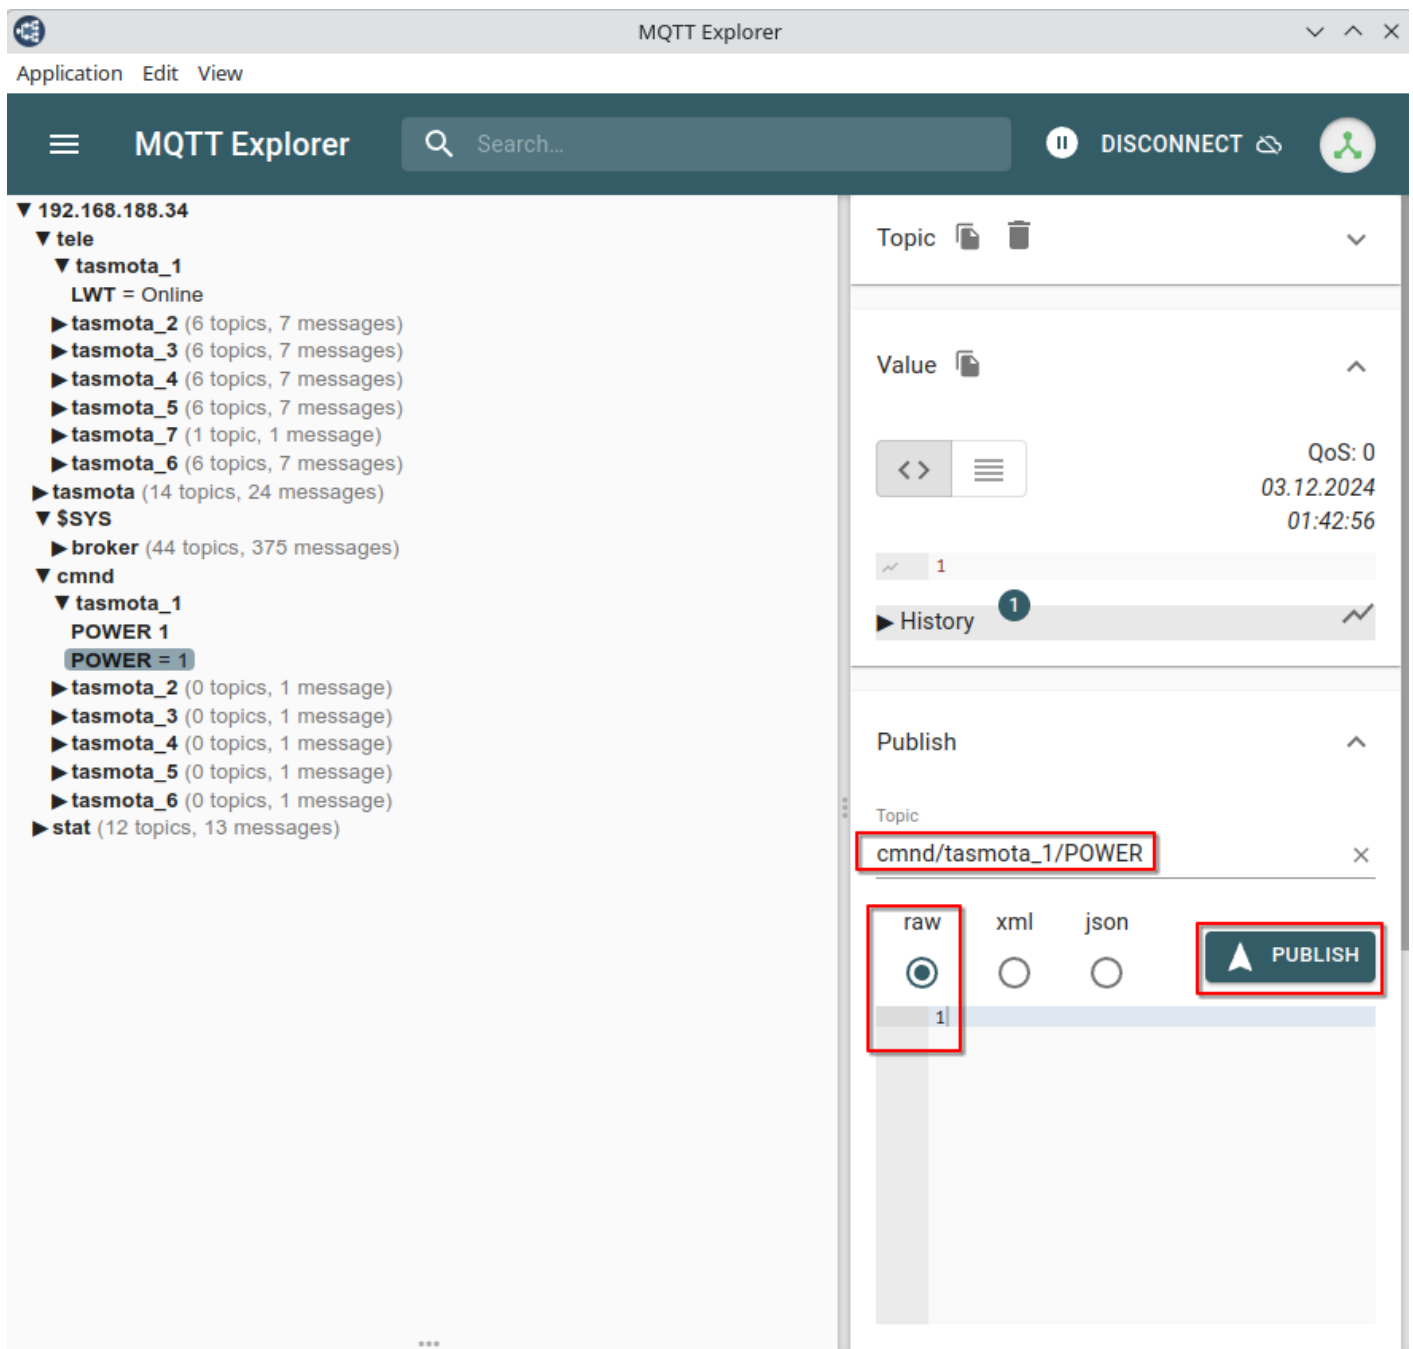 MQTT Explorer
Application Edit View
MQTT Explorer Search... DISCONNECT
▼ 192.168.188.34
▼ tele
▼ tasmota_1
LWT = Online
▶ tasmota_2 (6 topics, 7 messages)
▶ tasmota_3 (6 topics, 7 messages)
▶ tasmota_4 (6 topics, 7 messages)
▶ tasmota_5 (6 topics, 7 messages)
▶ tasmota_7 (1 topic, 1 message)
▶ tasmota_6 (6 topics, 7 messages)
▶ tasmota (14 topics, 24 messages)
▼ $SYS
▶ broker (44 topics, 375 messages)
▼ cmnd
▼ tasmota_1
POWER 1
POWER = 1
▶ tasmota_2 (0 topics, 1 message)
▶ tasmota_3 (0 topics, 1 message)
▶ tasmota_4 (0 topics, 1 message)
▶ tasmota_5 (0 topics, 1 message)
▶ tasmota_6 (0 topics, 1 message)
▶ stat (12 topics, 13 messages)
Topic
Value
QoS: 0
03.12.2024
01:42:56
1
▶ History 1
Publish
Topic
cmnd/tasmota_1/POWER
raw xml json
PUBLISH
1